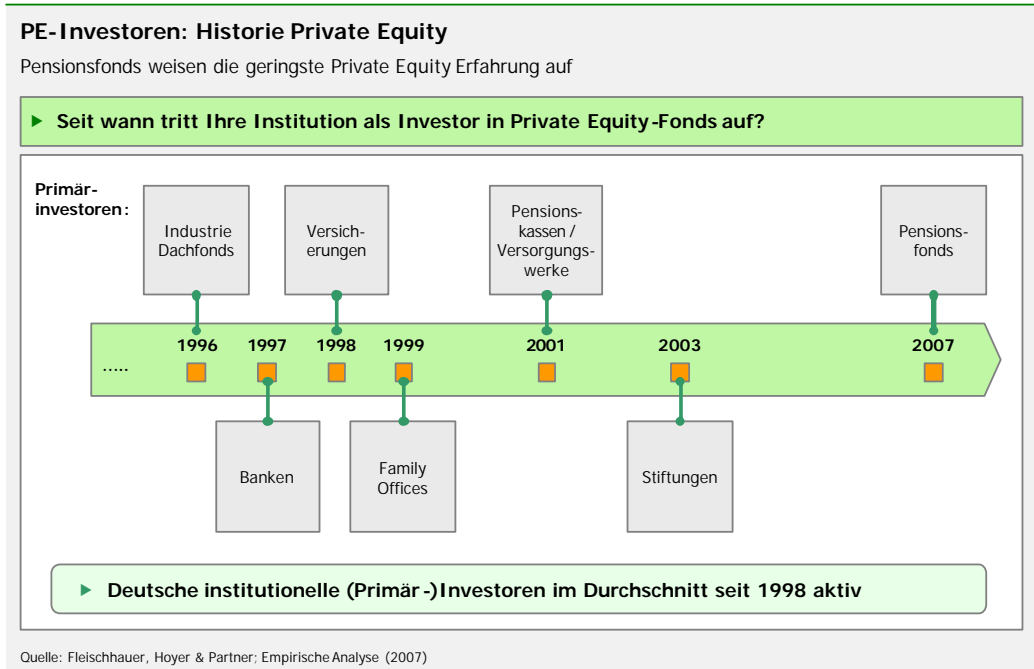 PE-Investoren: Historie Private Equity
Pensionsfonds weisen die geringste Private Equity Erfahrung auf
Seit wann tritt Ihre Institution als Investor in Private Equity-Fonds auf?
Primär-
investoren:
Industrie
Dachfonds
Versich-
erungen
Pensions-
kassen /
Versorgungs-
werke
Pensions-
fonds
1996 1997 1998 1999 2001 2003 2007
.....
Banken
Family
Offices
Stiftungen
Deutsche institutionelle (Primär-)Investoren im Durchschnitt seit 1998 aktiv
Quelle: Fleischhauer, Hoyer & Partner; Empirische Analyse (2007)